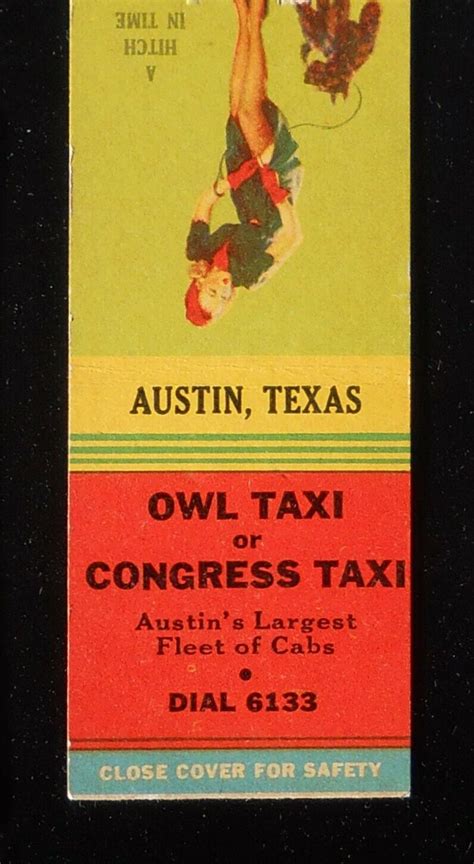 A
HITCH
IN TIME
AUSTIN, TEXAS
OWL TAXI
or
CONGRESS TAXI
Austin's Largest
Fleet of Cabs
•
DIAL 6133
CLOSE COVER FOR SAFETY